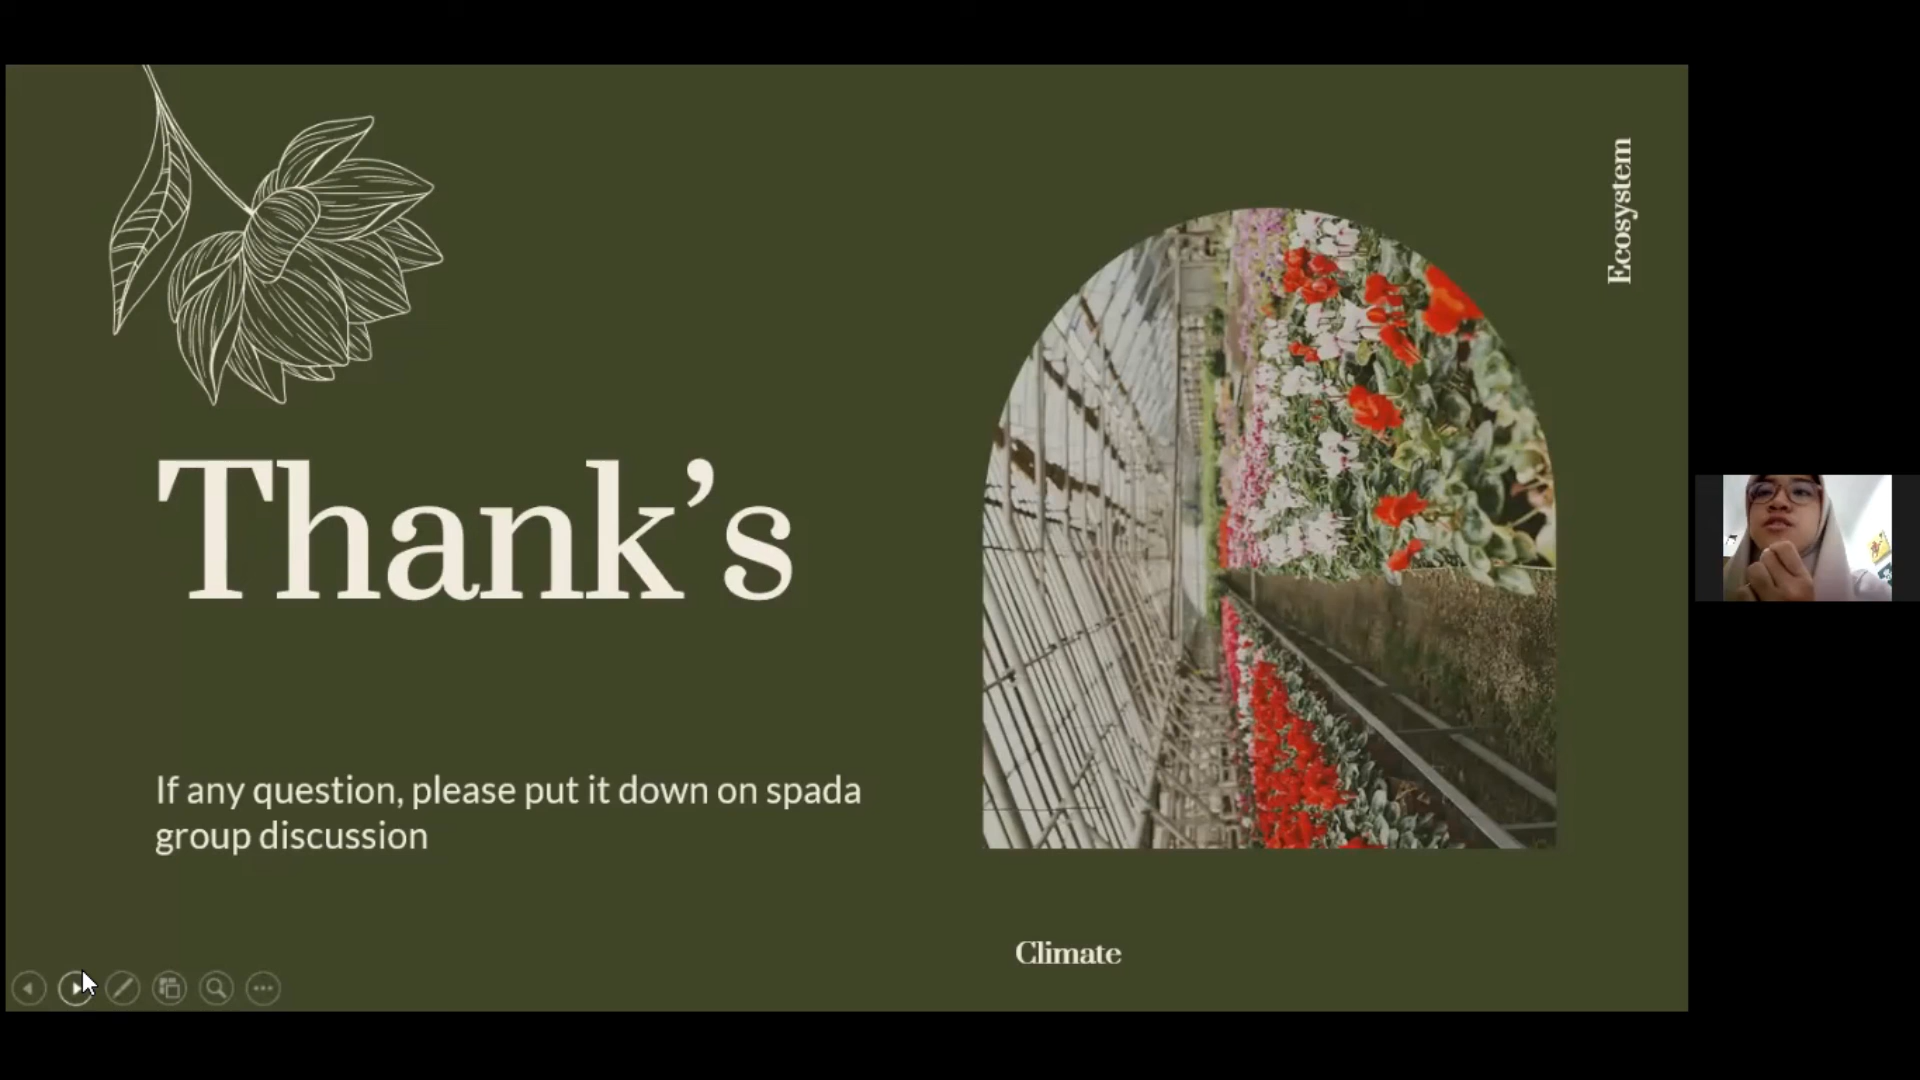 Ecosystem
Thank's
If any question, please put it down on spada
group discussion
Climate